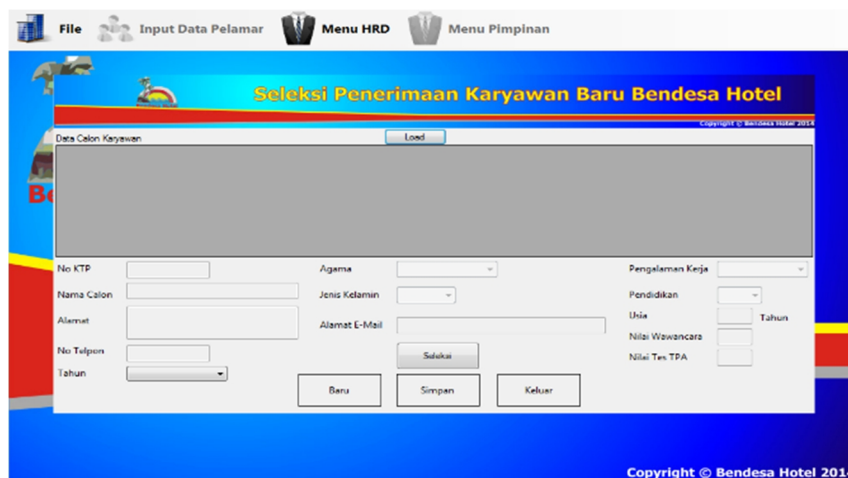 File Input Data Pelamar Menu HRD Menu Pimpinan
Seleksi Penerimaan Karyawan Baru Bendesa Hotel
Copyright © Bendesa Hotel 2014
Data Calon Karyawan Load
Be
No KTP Agama Pengalaman Kerja
Nama Calon Jenis Kelamin Pendidikan
Alamat Alamat E-Mail Usia Tahun
Nilai Wawancara
No Telpon Seleksi Nilai Tes TPA
Tahun
Baru Simpan Keluar
Copyright © Bendesa Hotel 2014